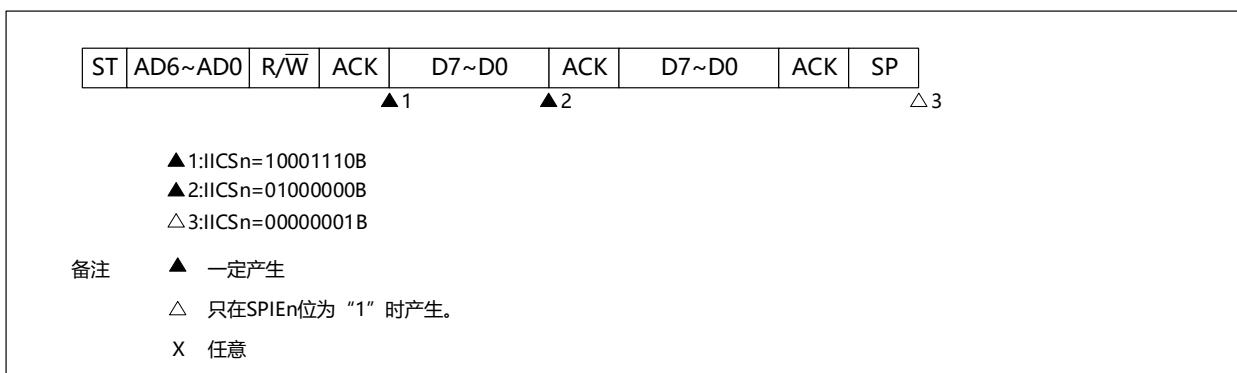 ST AD6~AD0 R/W̅ ACK D7~D0 ACK D7~D0 ACK SP
▲1 ▲2 △3
▲1:IICSn=10001110B
▲2:IICSn=01000000B
△3:IICSn=00000001B
备注 ▲ 一定产生
△ 只在SPIEn位为“1”时产生。
X 任意